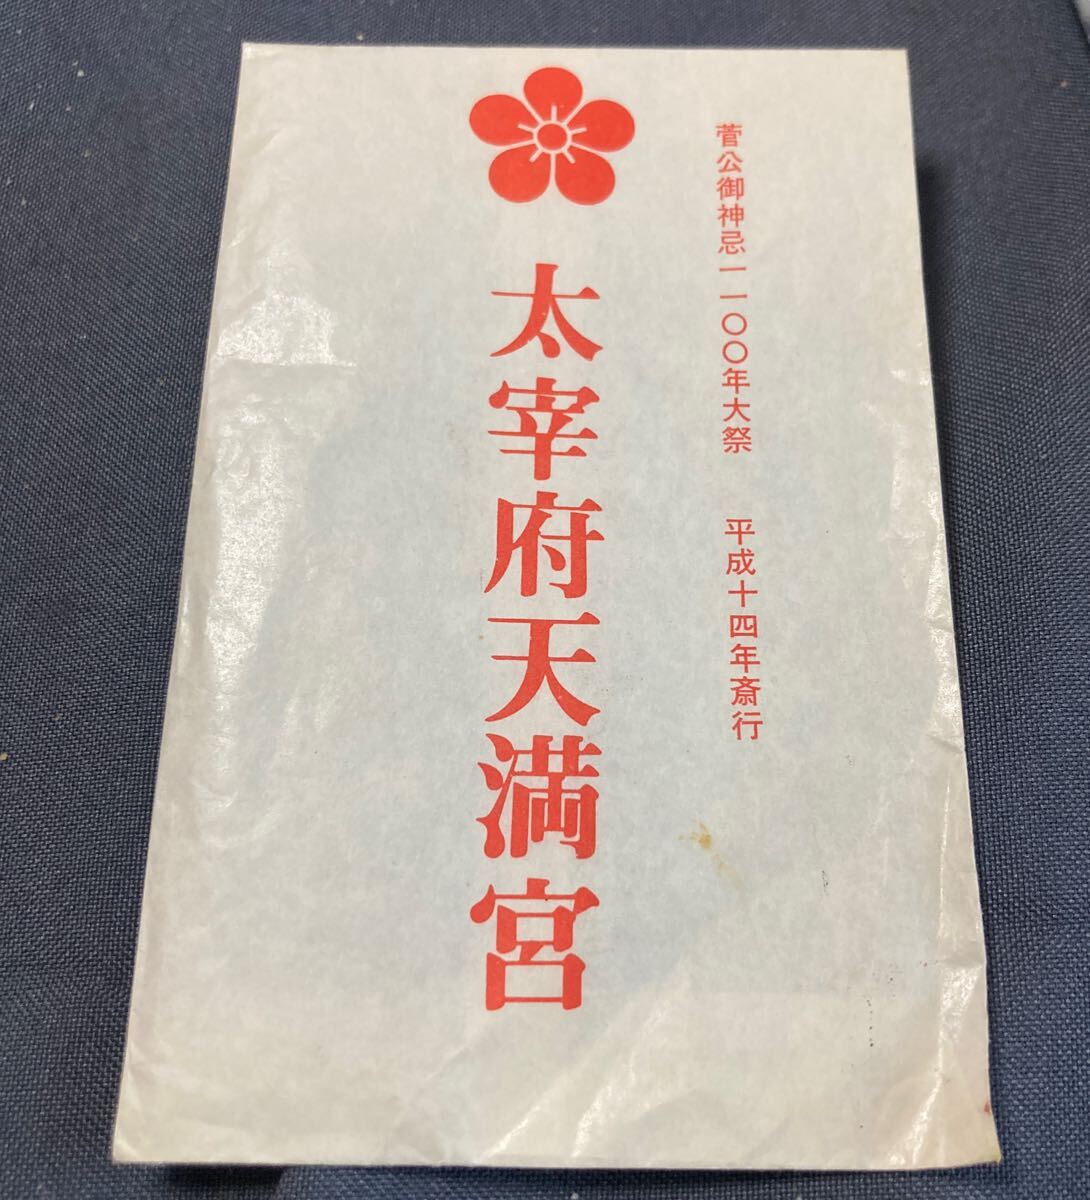 菅公御神忌一一〇〇年大祭　平成十四年斎行
太宰府天満宮